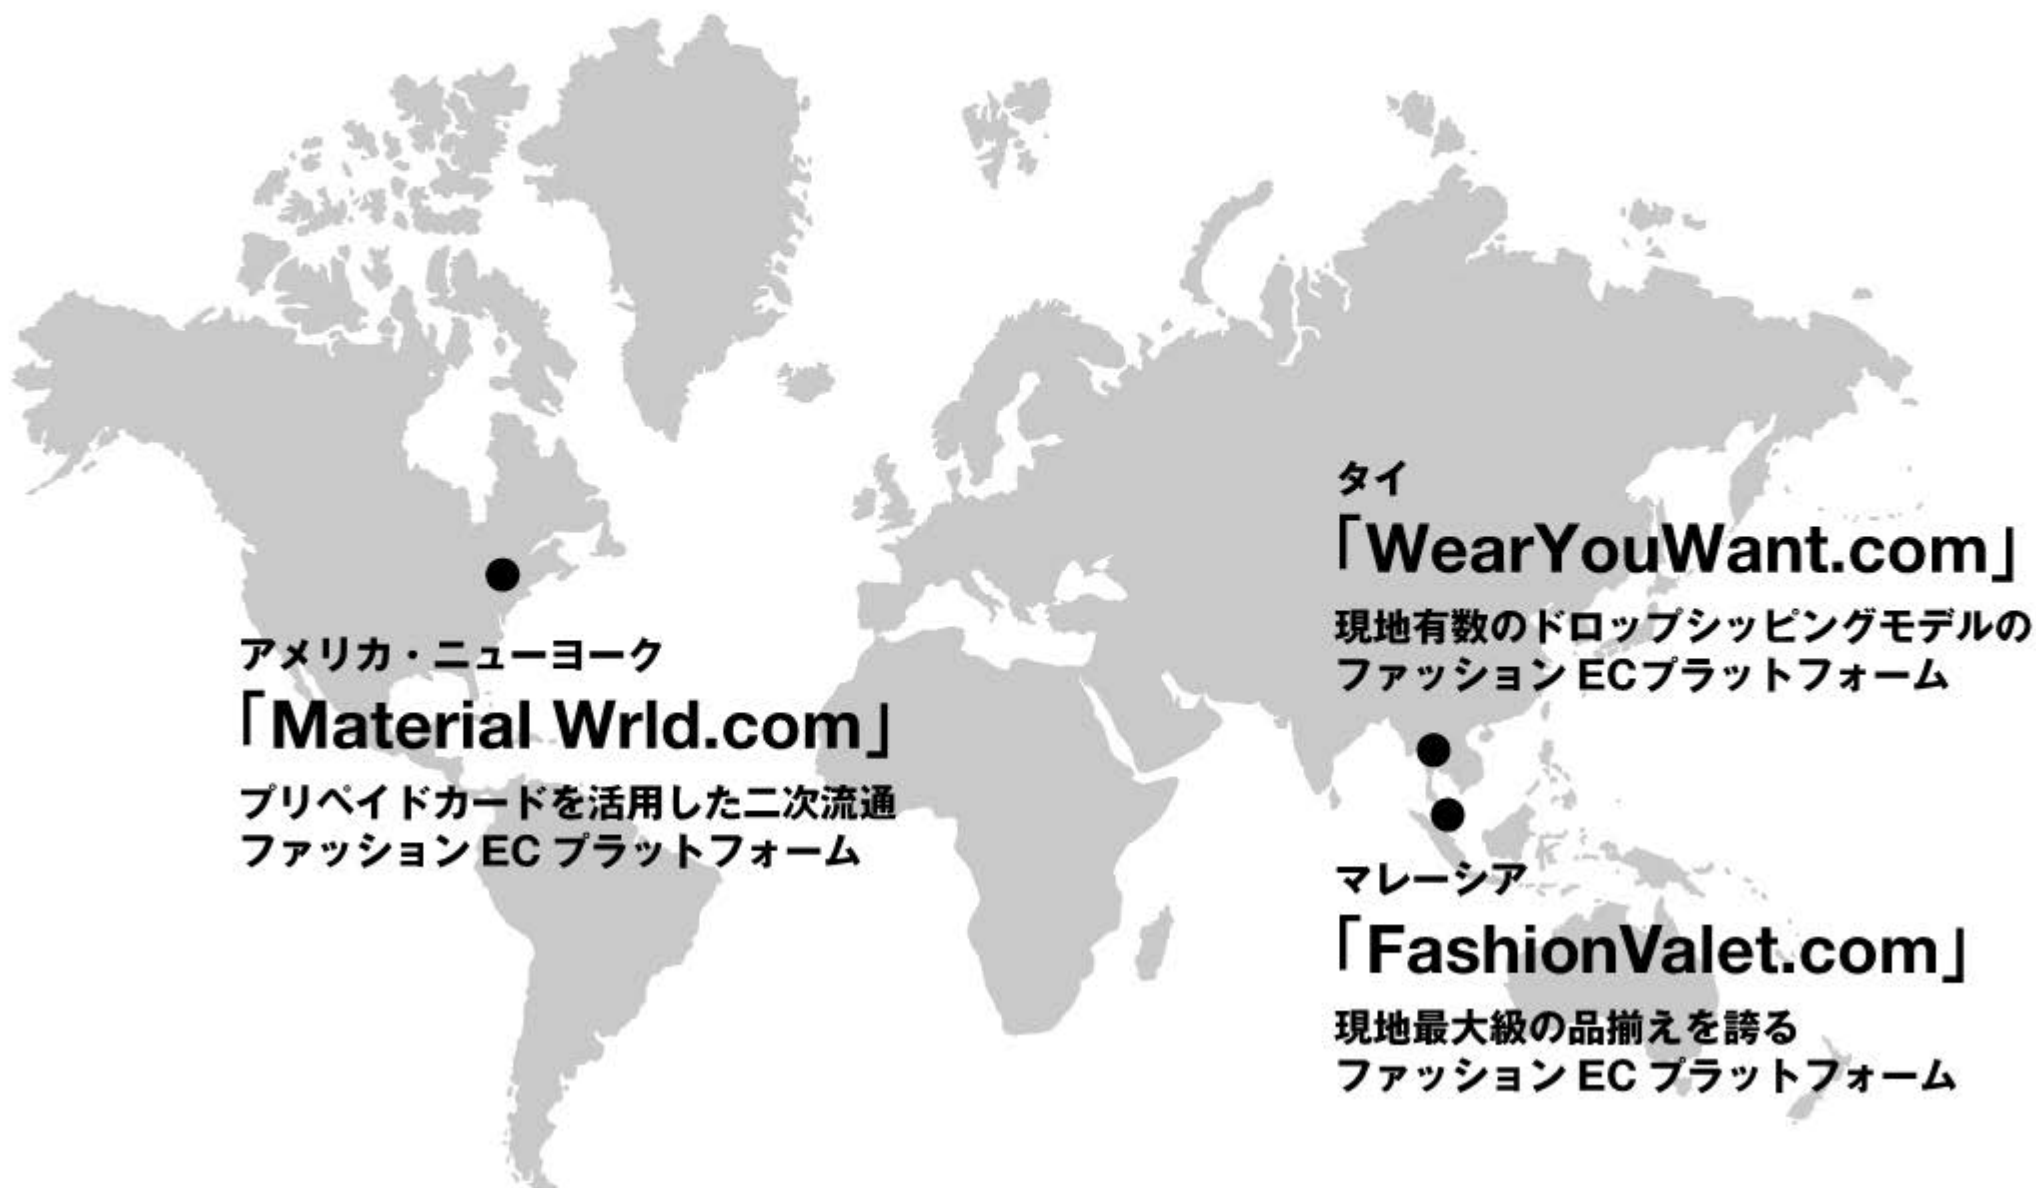 アメリカ・ニューヨーク
「Material Wrld.com」
プリペイドカードを活用した二次流通
ファッション EC プラットフォーム
タイ
「WearYouWant.com」
現地有数のドロップシッピングモデルの
ファッション ECプラットフォーム
マレーシア
「FashionValet.com」
現地最大級の品揃えを誇る
ファッション EC プラットフォーム